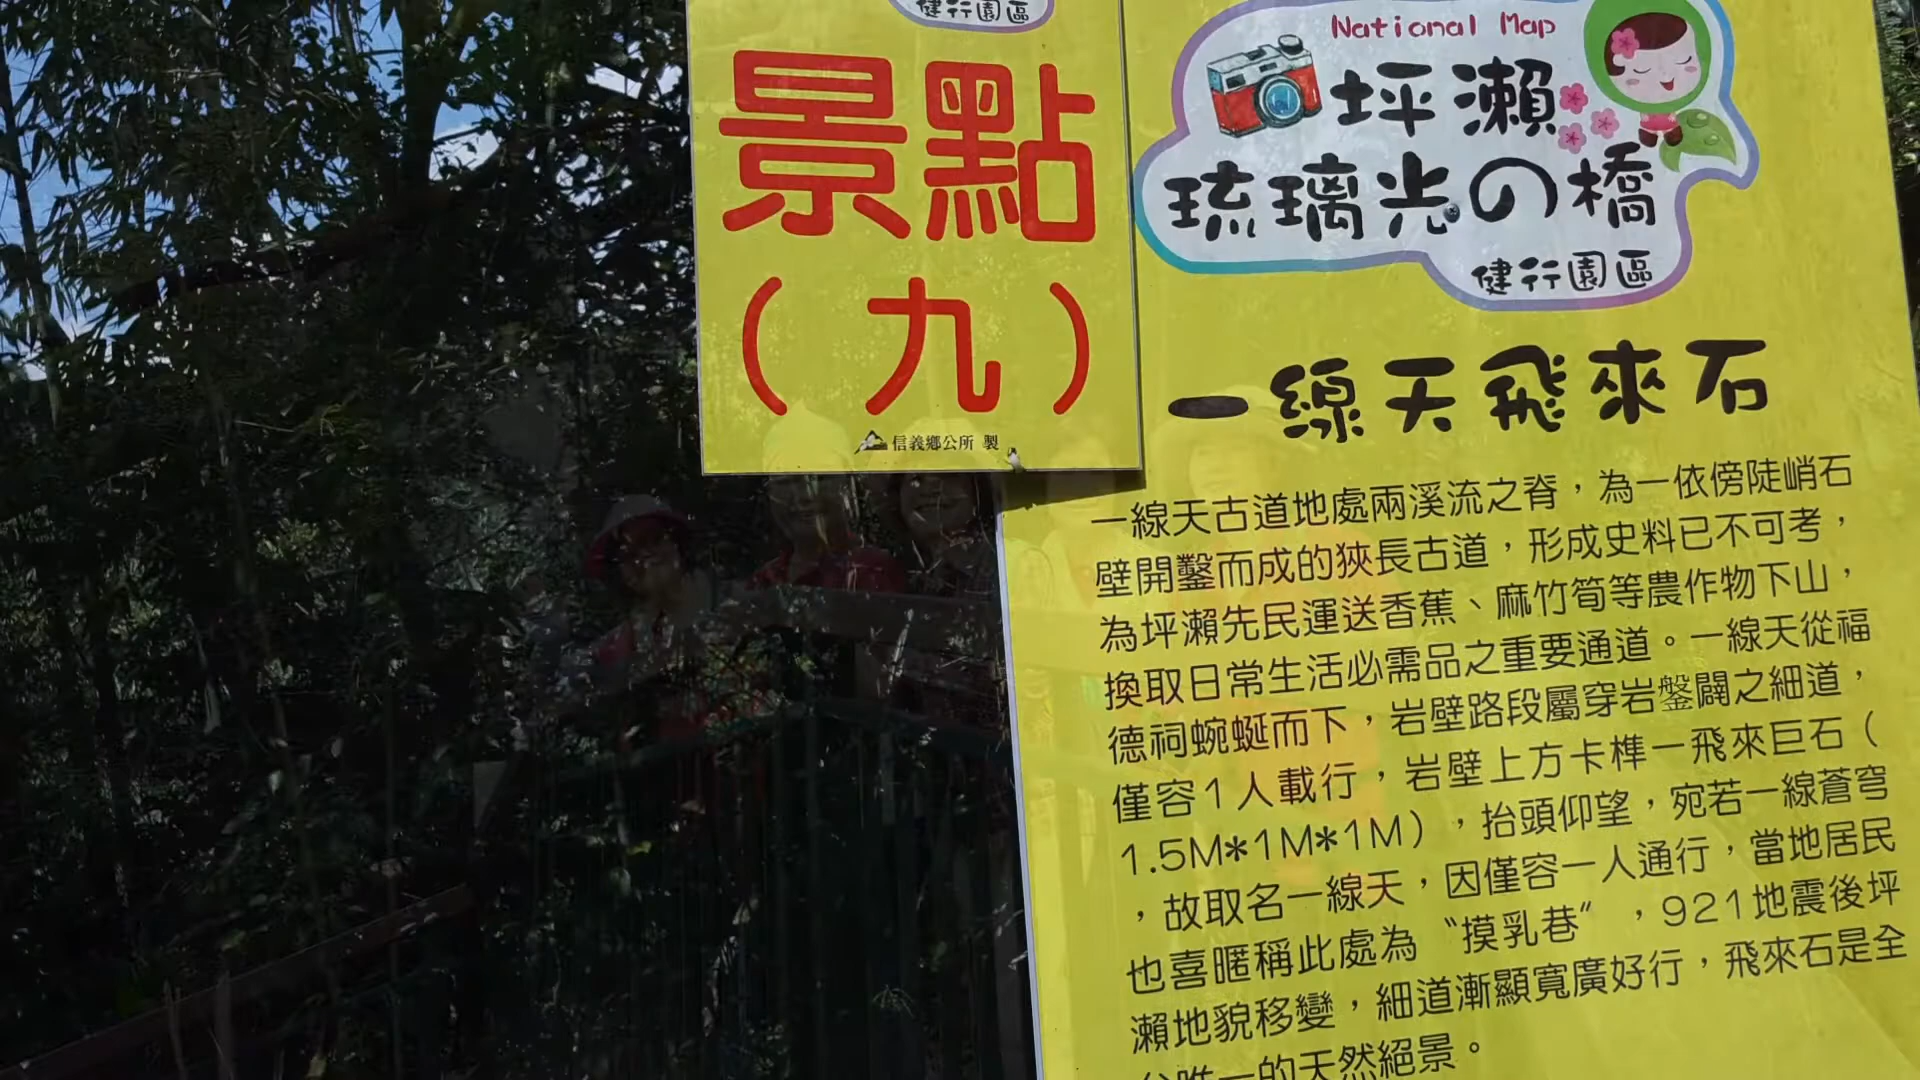 健行園區
景點
(九)
信義鄉公所 製
National Map
坪瀨
琉璃光の橋
健行園區
一線天飛來石
一線天古道地處兩溪流之脊，為一依傍陡峭石
壁開鑿而成的狹長古道，形成史料已不可考，
為坪瀨先民運送香蕉、麻竹筍等農作物下山，
換取日常生活必需品之重要通道。一線天從福
德祠蜿蜒而下，岩壁路段屬穿岩盤闢之細道，
僅容1人載行，岩壁上方卡榫一飛來巨石（
1.5M*1M*1M），抬頭仰望，宛若一線蒼穹
，故取名一線天，因僅容一人通行，當地居民
也喜暱稱此處為〝摸乳巷〞，921地震後坪
瀨地貌移變，細道漸顯寬廣好行，飛來石是全
台唯一的天然絕景。